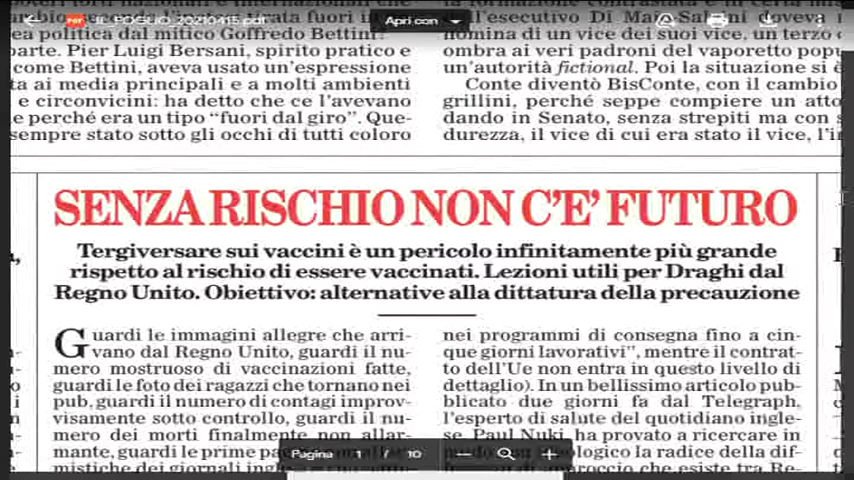 IL_FOGLIO_20210415.pdf
Apri con
ea politica dal mitico Goffredo Bettini
parte. Pier Luigi Bersani, spirito pratico e
come Bettini, aveva usato un'espressione
ta ai media principali e a molti ambienti
e circonvicini: ha detto che ce l'avevano
e perché era un tipo "fuori dal giro". Que-
sempre stato sotto gli occhi di tutti coloro
l'esecutivo Di Maio Salvini doveva
nomina di un vice dei suoi vice, un terzo
ombra ai veri padroni del vaporetto popu
un'autorità fictional. Poi la situazione si è
Conte diventò BisConte, con il cambio
grillini, perché seppe compiere un atto
dando in Senato, senza strepiti ma con
durezza, il vice di cui era stato il vice, l'i
SENZA RISCHIO NON C'E' FUTURO
Tergiversare sui vaccini è un pericolo infinitamente più grande
rispetto al rischio di essere vaccinati. Lezioni utili per Draghi dal
Regno Unito. Obiettivo: alternative alla dittatura della precauzione
Guardi le immagini allegre che arri-
vano dal Regno Unito, guardi il nu-
mero mostruoso di vaccinazioni fatte,
guardi le foto dei ragazzi che tornano nei
pub, guardi il numero di contagi improv-
visamente sotto controllo, guardi il nu-
mero dei morti finalmente non allar-
mante, guardi le prime
mistiche dei giornali
nei programmi di consegna fino a cin-
que giorni lavorativi", mentre il contrat-
to dell'Ue non entra in questo livello di
dettaglio). In un bellissimo articolo pub-
blicato due giorni fa dal Telegraph,
l'esperto di salute del quotidiano ingle-
se, Paul Nuki, ha provato a ricercare in
la radice della dif-
che esiste tra Re-
Pagina 1 / 10